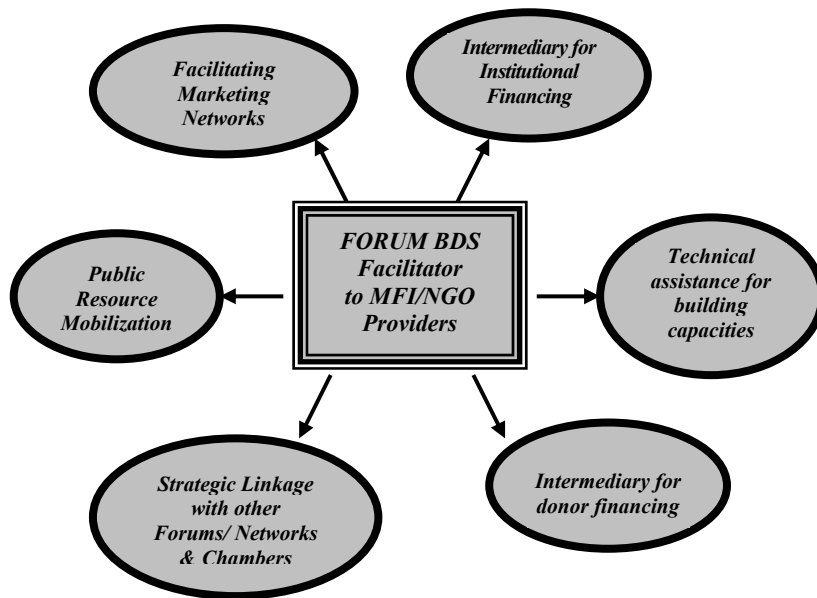 Facilitating
Marketing
Networks
Intermediary for
Institutional
Financing
FORUM BDS
Facilitator
to MFI/NGO
Providers
Public
Resource
Mobilization
Technical
assistance for
building
capacities
Strategic Linkage
with other
Forums/ Networks
& Chambers
Intermediary for
donor financing